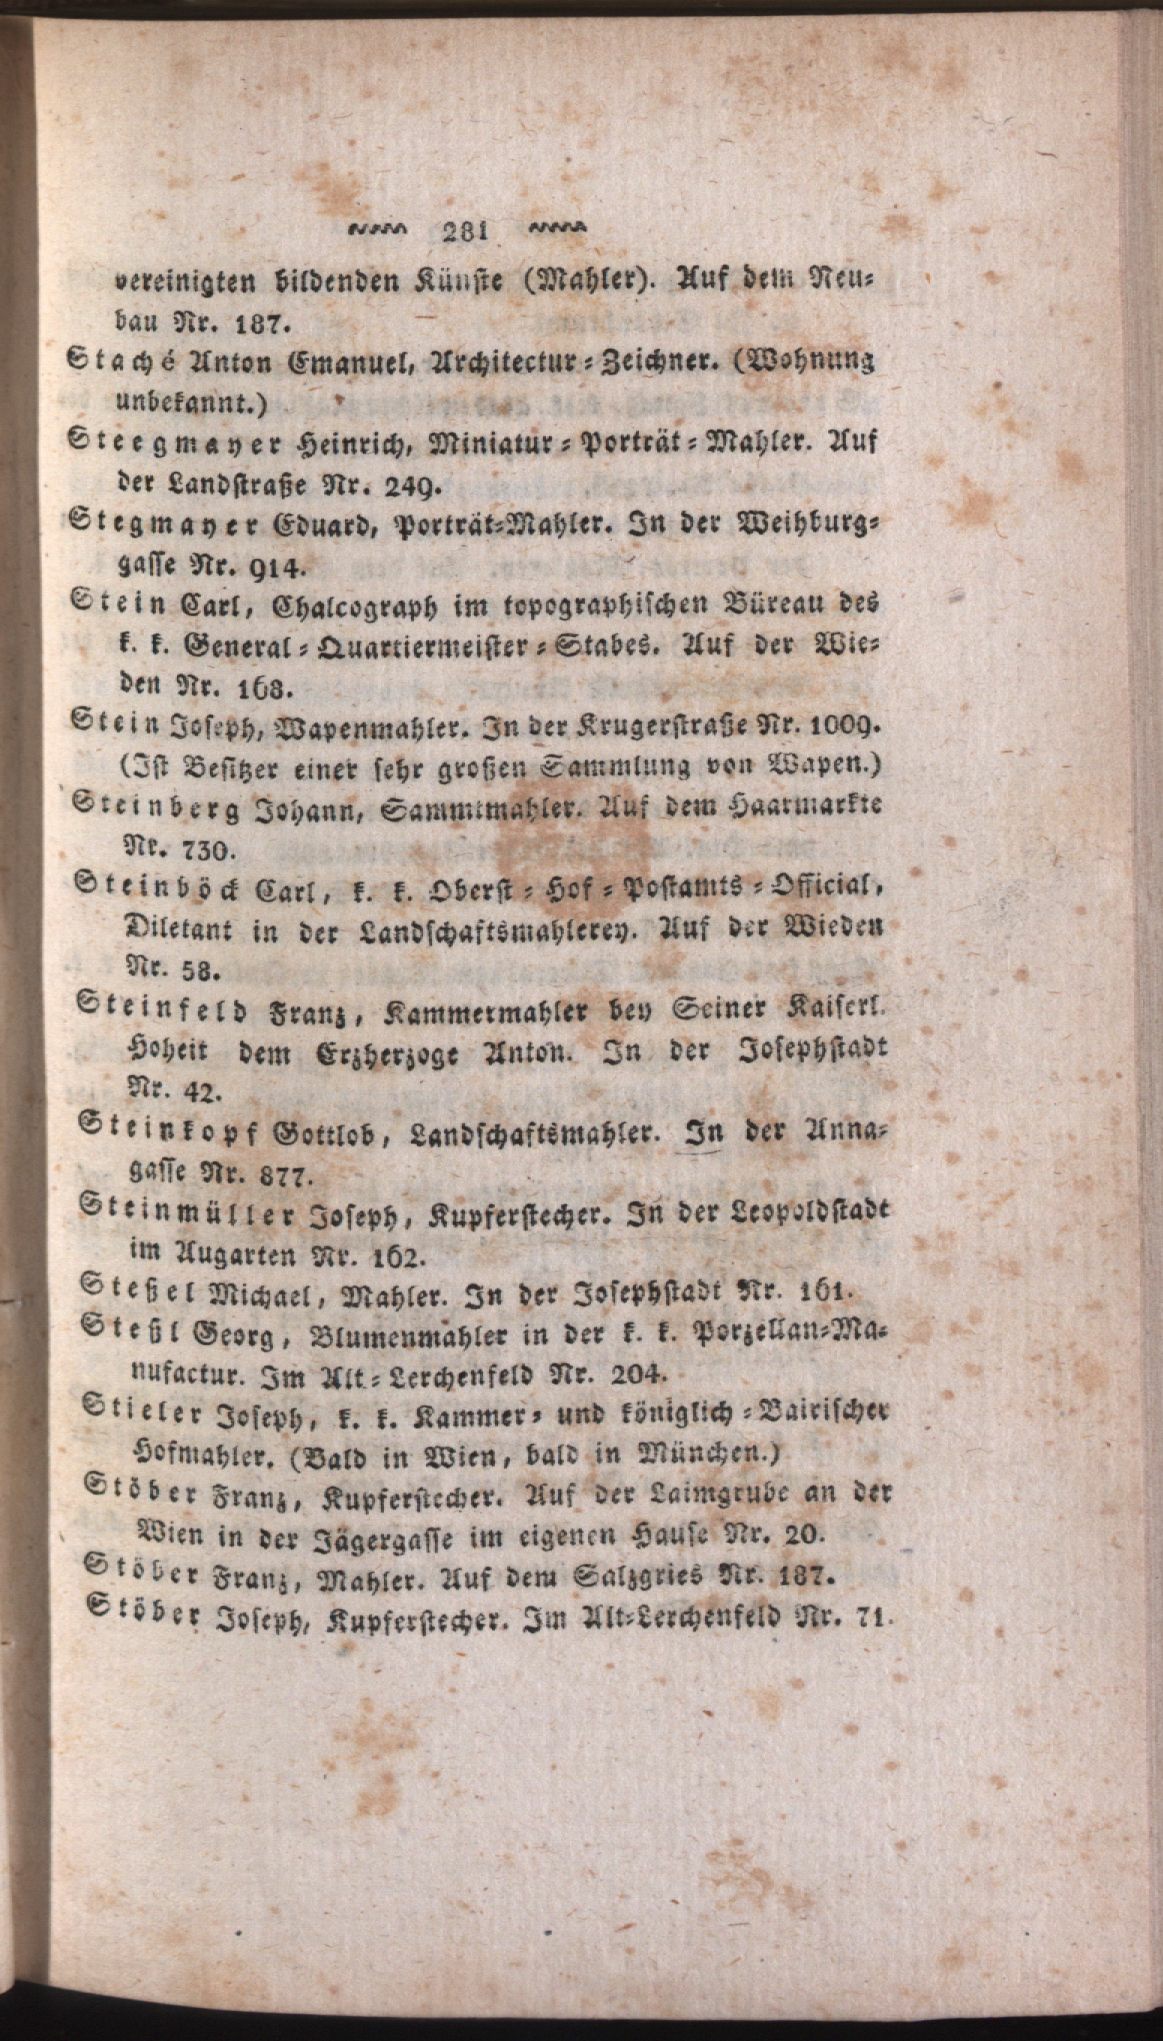 281
vereinigten bildenden Künste (Mahler). Auf dem Neu-
bau Nr. 187.
Staché Anton Emanuel, Architectur-Zeichner. (Wohnung
unbekannt.)
Steegmayer Heinrich, Miniatur-Porträt-Mahler. Auf
der Landstraße Nr. 249.
Stegmayer Eduard, Porträt-Mahler. In der Weihburg-
gasse Nr. 914.
Stein Carl, Chalcograph im topographischen Büreau des
k. k. General-Quartiermeister-Stabes. Auf der Wie-
den Nr. 168.
Stein Joseph, Wapenmahler. In der Krugerstraße Nr. 1009.
(Ist Besitzer einer sehr großen Sammlung von Wapen.)
Steinberg Johann, Sammtmahler. Auf dem Haarmarkte
Nr. 730.
Steinböck Carl, k. k. Oberst-Hof-Postamts-Official,
Diletant in der Landschaftsmahlerey. Auf der Wieden
Nr. 58.
Steinfeld Franz, Kammermahler bey Seiner Kaiserl.
Hoheit dem Erzherzoge Anton. In der Josephstadt
Nr. 42.
Steinkopf Gottlob, Landschaftsmahler. In der Anna-
gasse Nr. 877.
Steinmüller Joseph, Kupferstecher. In der Leopoldstadt
im Augarten Nr. 162.
Steßel Michael, Mahler. In der Josephstadt Nr. 161.
Steßl Georg, Blumenmahler in der k. k. Porzellan-Ma-
nufactur. Im Alt-Lerchenfeld Nr. 204.
Stieler Joseph, k. k. Kammer- und königlich-Bairischer
Hofmahler. (Bald in Wien, bald in München.)
Stöber Franz, Kupferstecher. Auf der Laimgrube an der
Wien in der Jägergasse im eigenen Hause Nr. 20.
Stöber Franz, Mahler. Auf dem Salzgries Nr. 187.
Stöber Joseph, Kupferstecher. Im Alt-Lerchenfeld Nr. 71.